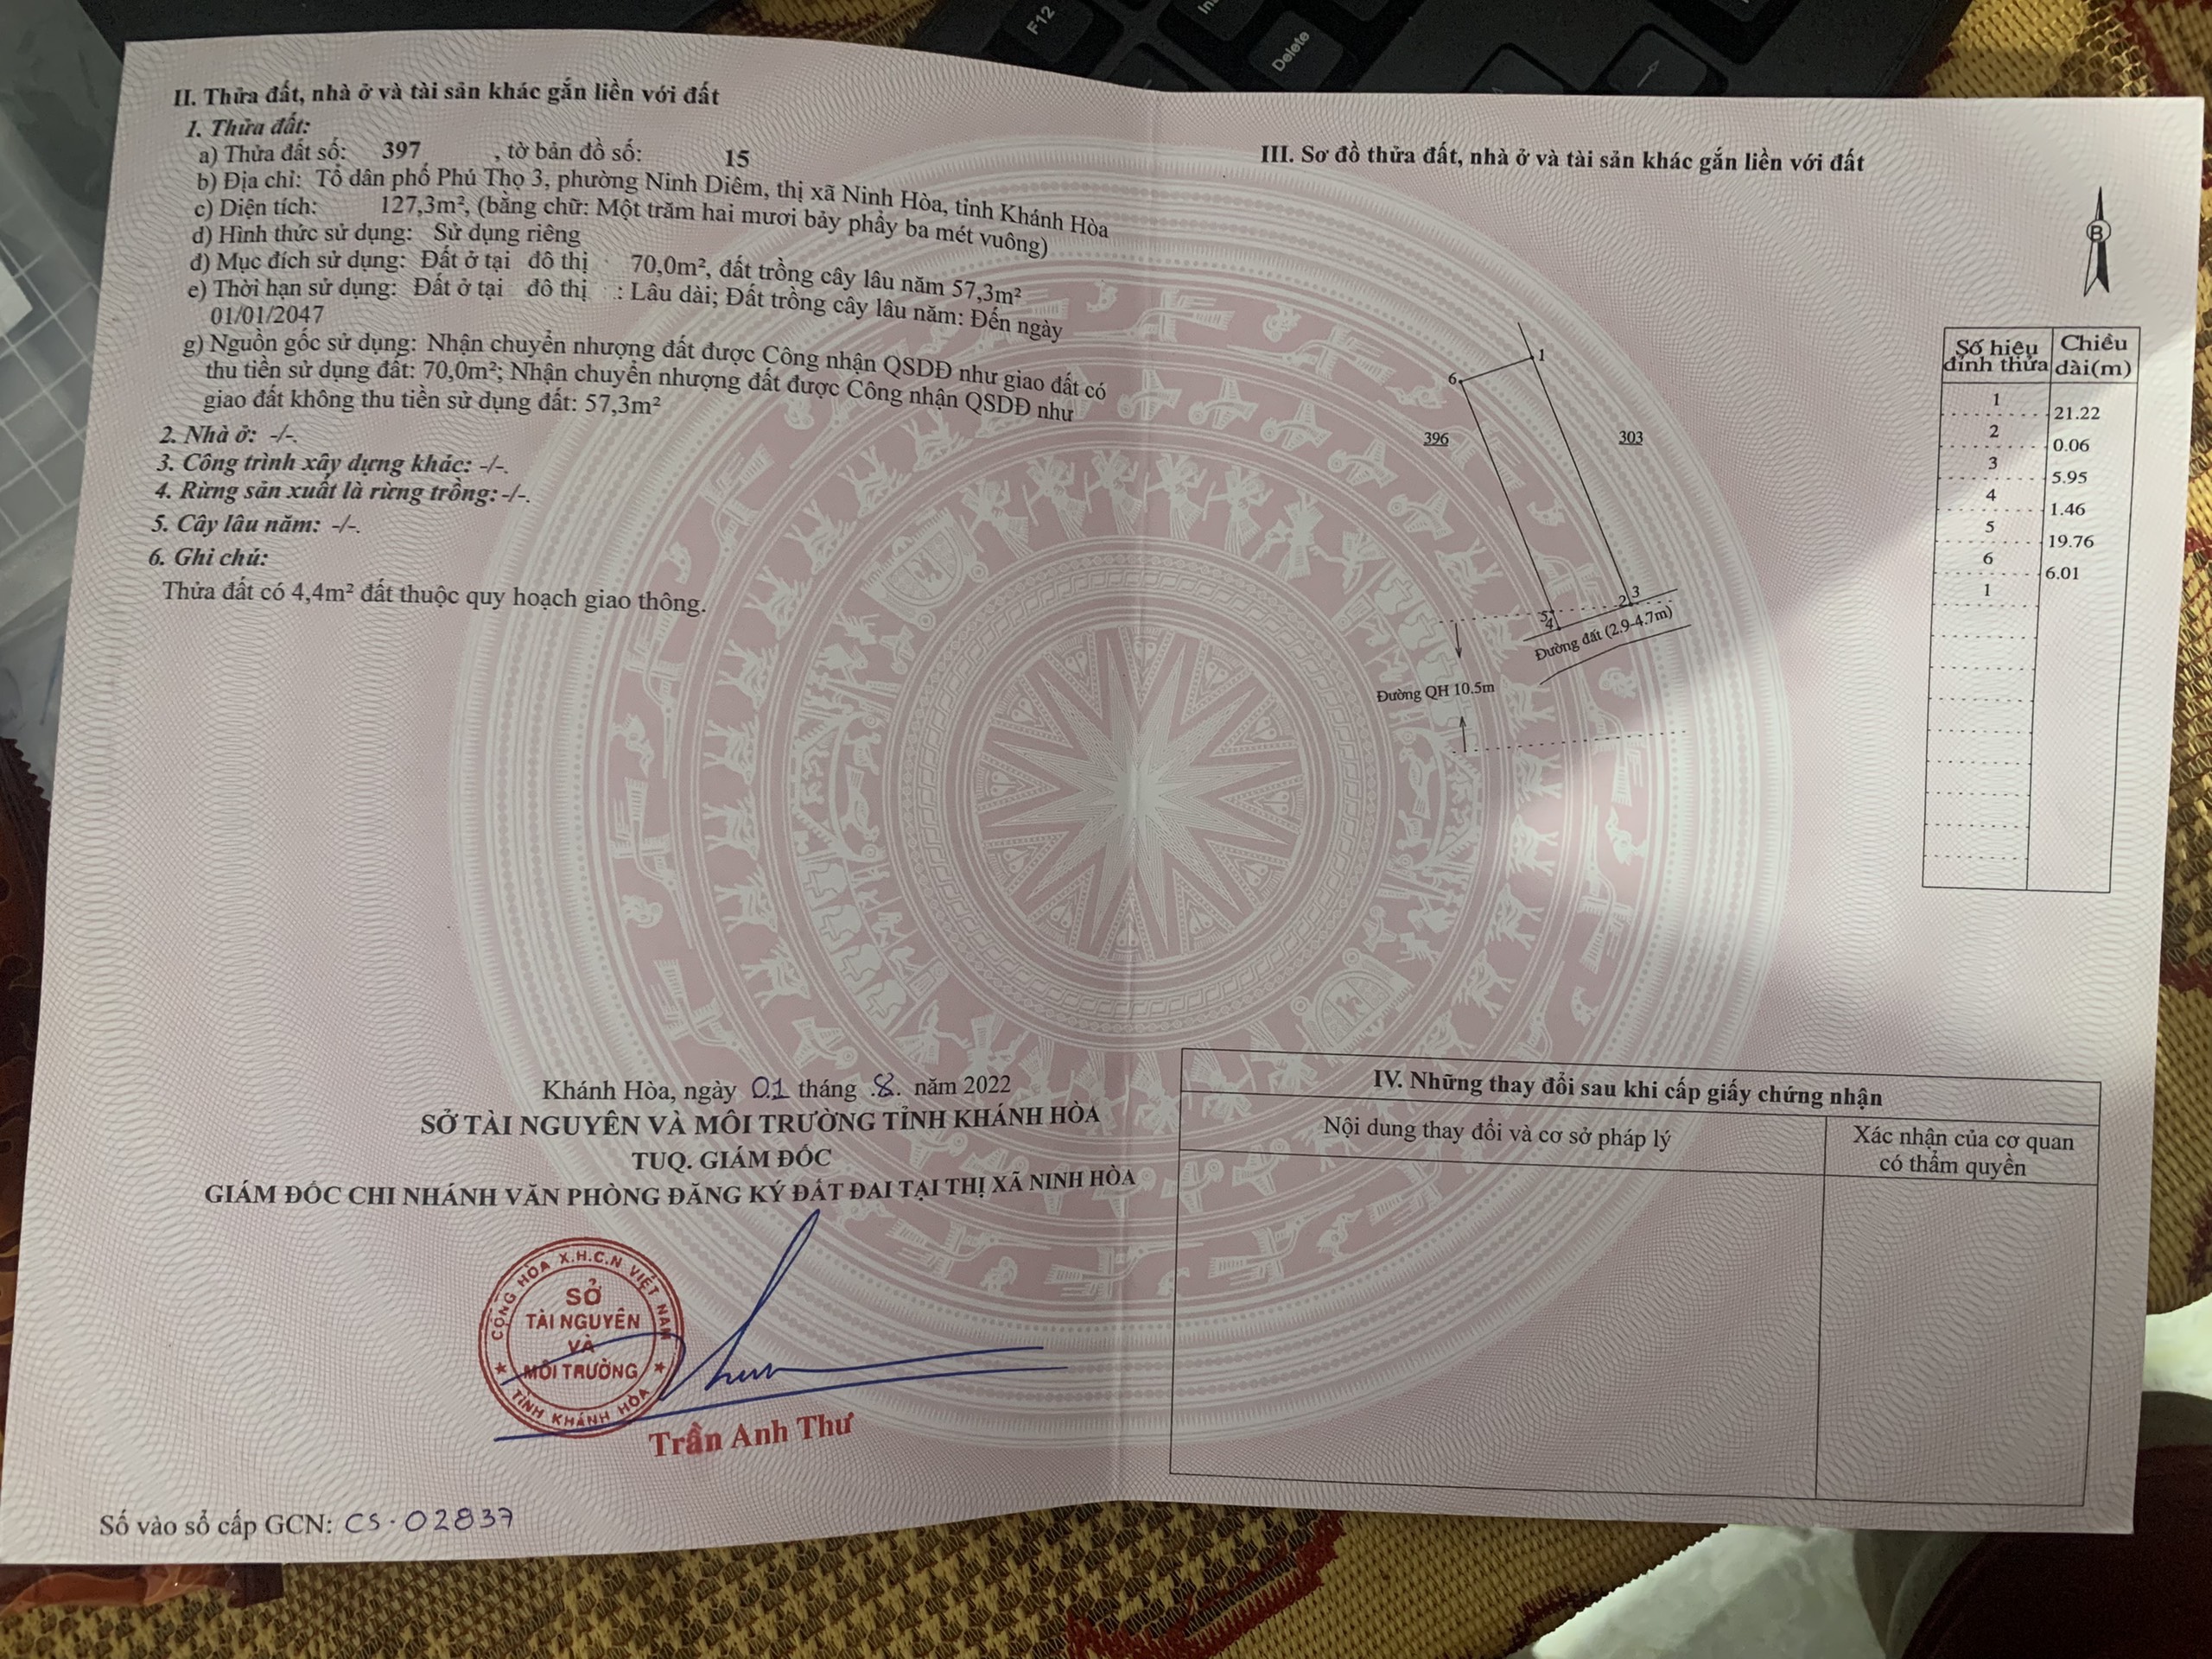 F12
Delete
II. Thửa đất, nhà ở và tài sản khác gắn liền với đất
1. Thửa đất:
a) Thửa đất số: 397 , tờ bản đồ số: 15
b) Địa chỉ: Tổ dân phố Phú Thọ 3, phường Ninh Diêm, thị xã Ninh Hòa, tỉnh Khánh Hòa
c) Diện tích: 127,3m², (bằng chữ: Một trăm hai mươi bảy phẩy ba mét vuông)
d) Hình thức sử dụng: Sử dụng riêng
đ) Mục đích sử dụng: Đất ở tại đô thị 70,0m², đất trồng cây lâu năm 57,3m²
e) Thời hạn sử dụng: Đất ở tại đô thị : Lâu dài; Đất trồng cây lâu năm: Đến ngày
01/01/2047
g) Nguồn gốc sử dụng: Nhận chuyển nhượng đất được Công nhận QSDĐ như giao đất có
thu tiền sử dụng đất: 70,0m²; Nhận chuyển nhượng đất được Công nhận QSDĐ như
giao đất không thu tiền sử dụng đất: 57,3m²
2. Nhà ở: -/-.
3. Công trình xây dựng khác: -/-.
4. Rừng sản xuất là rừng trồng: -/-.
5. Cây lâu năm: -/-.
6. Ghi chú:
Thửa đất có 4,4m² đất thuộc quy hoạch giao thông.
Khánh Hòa, ngày 01 tháng 8. năm 2022
SỞ TÀI NGUYÊN VÀ MÔI TRƯỜNG TỈNH KHÁNH HÒA
TUQ. GIÁM ĐỐC
GIÁM ĐỐC CHI NHÁNH VĂN PHÒNG ĐĂNG KÝ ĐẤT ĐAI TẠI THỊ XÃ NINH HÒA
CỘNG HÒA X.H.C.N VIỆT NAM
SỞ
TÀI NGUYÊN
VÀ
MÔI TRƯỜNG
TỈNH KHÁNH HÒA
Trần Anh Thư
Số vào sổ cấp GCN: CS.02837
III. Sơ đồ thửa đất, nhà ở và tài sản khác gắn liền với đất
B
1
6
396
303
3
2
5
4
Đường đất (2.9-4.7m)
Đường QH 10.5m
Số hiệu đỉnh thửa
Chiều dài(m)
1
21.22
2
0.06
3
5.95
4
1.46
5
19.76
6
6.01
1
IV. Những thay đổi sau khi cấp giấy chứng nhận
Nội dung thay đổi và cơ sở pháp lý
Xác nhận của cơ quan
có thẩm quyền